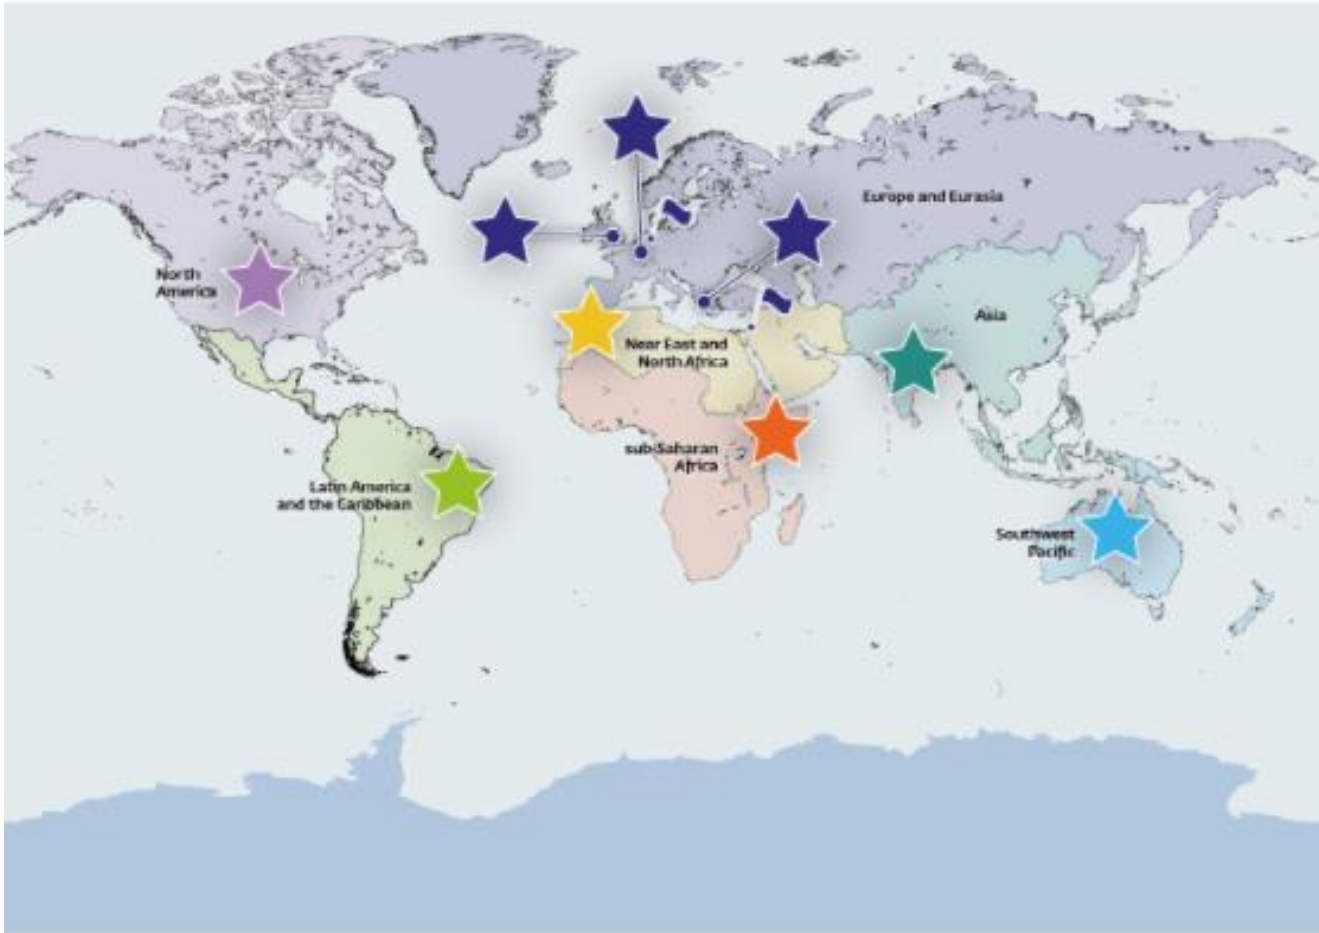 Europe and Eurasia
North
America
Asia
Near East and
North Africa
sub-Saharan
Africa
Latin America
and the Caribbean
Southwest
Pacific